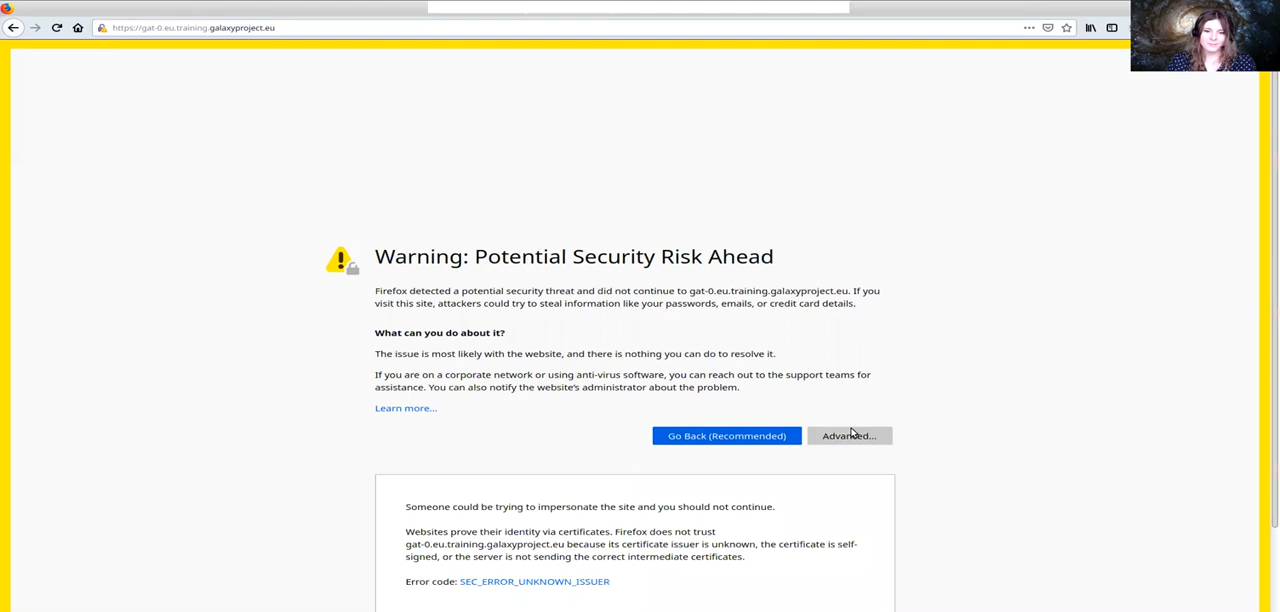 https://gat-0.eu.training.galaxyproject.eu
Warning: Potential Security Risk Ahead
Firefox detected a potential security threat and did not continue to gat-0.eu.training.galaxyproject.eu. If you
visit this site, attackers could try to steal information like your passwords, emails, or credit card details.
What can you do about it?
The issue is most likely with the website, and there is nothing you can do to resolve it.
If you are on a corporate network or using anti-virus software, you can reach out to the support teams for
assistance. You can also notify the website's administrator about the problem.
Learn more...
Go Back (Recommended)
Advanced...
Someone could be trying to impersonate the site and you should not continue.
Websites prove their identity via certificates. Firefox does not trust
gat-0.eu.training.galaxyproject.eu because its certificate issuer is unknown, the certificate is self-
signed, or the server is not sending the correct intermediate certificates.
Error code: SEC_ERROR_UNKNOWN_ISSUER